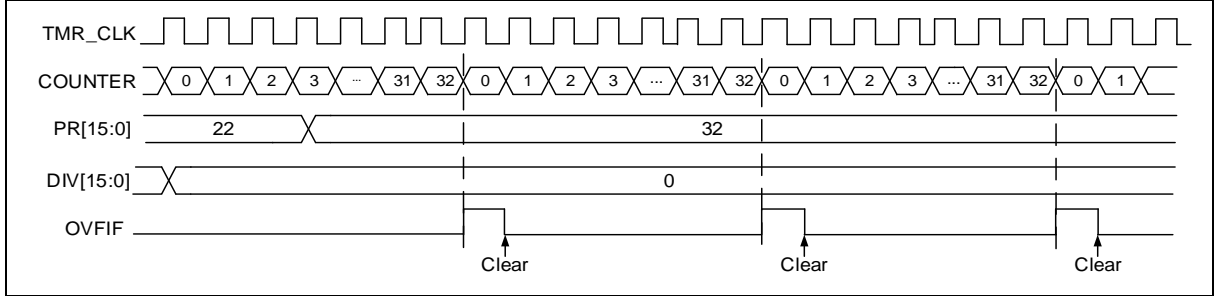 TMR_CLK
COUNTER 0 1 2 3 ... 31 32 0 1 2 3 ... 31 32 0 1 2 3 ... 31 32 0 1
PR[15:0] 22 32
DIV[15:0] 0
OVFIF
Clear Clear Clear